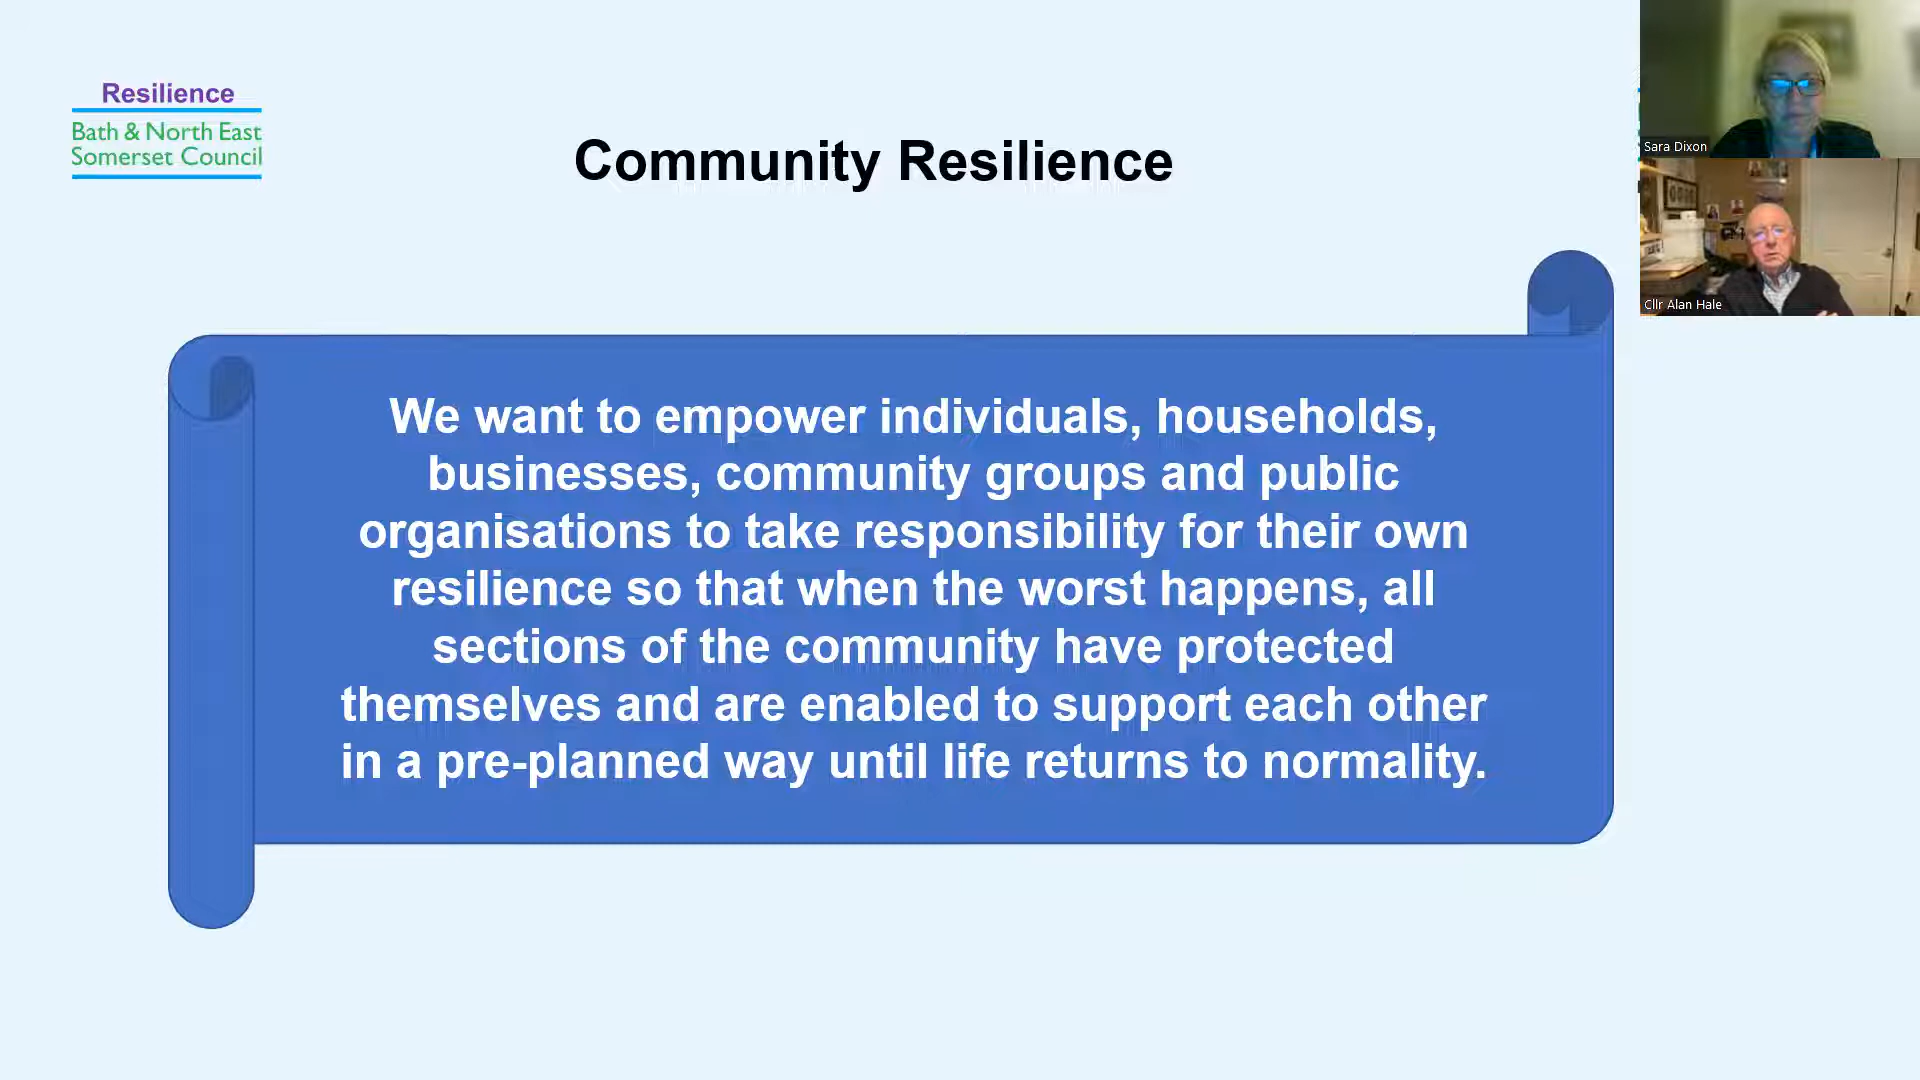 Resilience
Bath & North East
Somerset Council
Community Resilience
We want to empower individuals, households,
businesses, community groups and public
organisations to take responsibility for their own
resilience so that when the worst happens, all
sections of the community have protected
themselves and are enabled to support each other
in a pre-planned way until life returns to normality.
Sara Dixon
Cllr Alan Hale